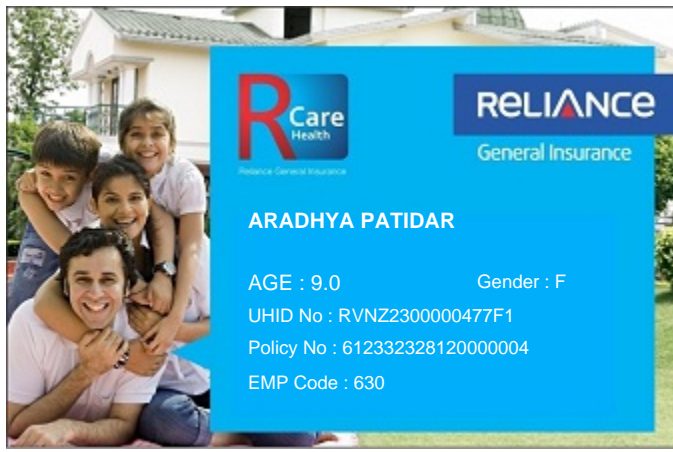 R Care
Health
Reliance General Insurance
RELIANCE
General Insurance
ARADHYA PATIDAR
AGE : 9.0 Gender : F
UHID No : RVNZ2300000477F1
Policy No : 612332328120000004
EMP Code : 630